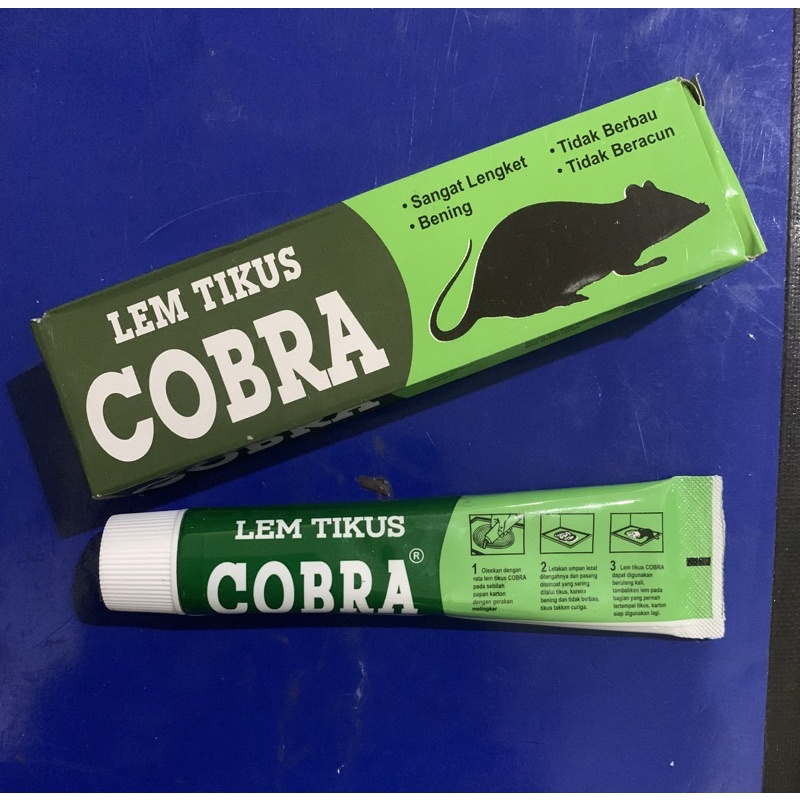 LEM TIKUS
COBRA
• Sangat Lengket
• Bening
• Tidak Berbau
• Tidak Beracun
COBRA
LEM TIKUS
COBRA ®
1 Oleskan dengan
rata lem tikus COBRA
pada sebilah
papan karton
dengan gerakan
melingkar
2 Letakan umpan lezat
ditengahnya dan pasang
ditempat yang sering
dilalui tikus, karena
bening dan tidak berbau,
tikus takkan curiga.
3 Lem tikus COBRA
dapat digunakan
berulang kali,
tambahkan lem pada
bagian yang pernah
tertempel tikus, karton
siap digunakan lagi.